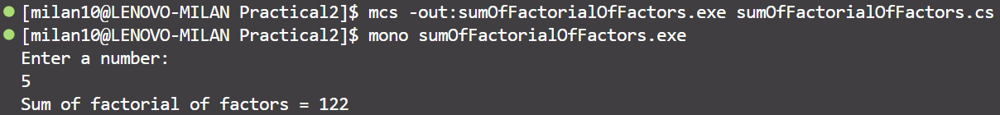 [milan10@LENOVO-MILAN Practical2]$ mcs -out:sumOfFactorialOfFactors.exe sumOfFactorialOfFactors.cs
[milan10@LENOVO-MILAN Practical2]$ mono sumOfFactorialOfFactors.exe
Enter a number:
5
Sum of factorial of factors = 122